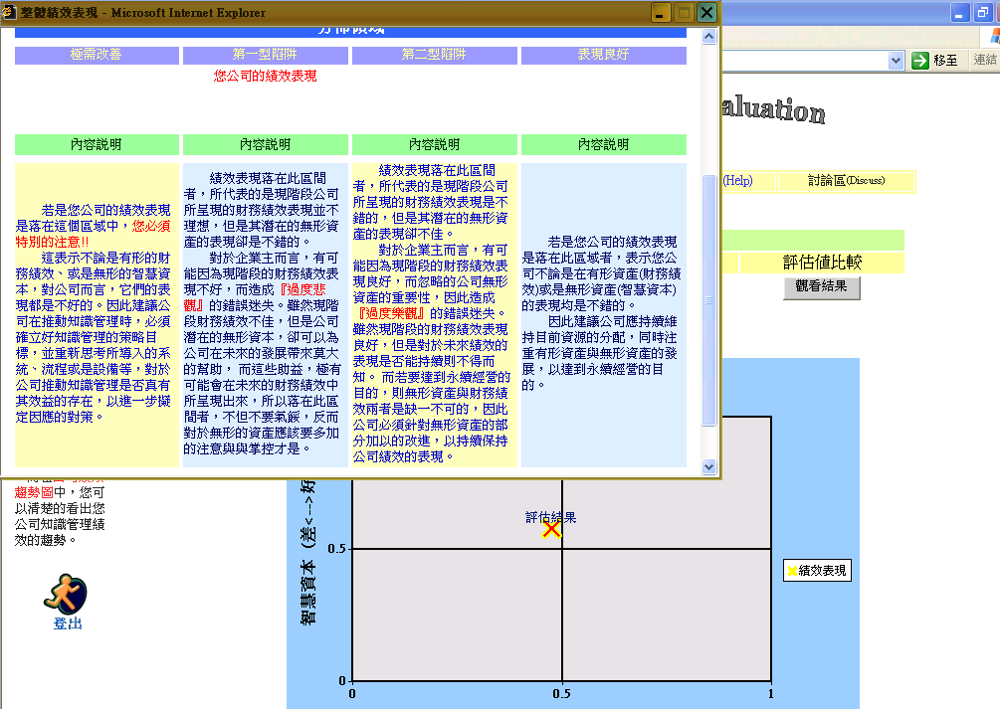 整體績效表現 - Microsoft Internet Explorer
極需改善 第一型陷阱 第二型陷阱 表現良好
您公司的績效表現
內容說明 內容說明 內容說明 內容說明
若是您公司的績效表現
是落在這個區域中，您必須
特別的注意!!
這表示不論是有形的財
務績效、或是無形的智慧資
本，對公司而言，它們的表
現都是不好的。因此建議公
司在推動知識管理時，必須
確立好知識管理的策略目
標，並重新思考所導入的系
統、流程或是設備等，對於
公司推動知識管理是否真有
其效益的存在，以進一步擬
定因應的對策。
績效表現落在此區間
者，所代表的是現階段公司
所呈現的財務績效表現並不
理想，但是其潛在的無形資
產的表現卻是不錯的。
對於企業主而言，有可
能因為現階段的財務績效表
現不好，而造成『過度悲
觀』的錯誤迷失。雖然現階
段財務績效不佳，但是公司
潛在的無形資本，卻可以為
公司在未來的發展帶來莫大
的幫助， 而這些助益，極有
可能會在未來的財務績效中
所呈現出來，所以落在此區
間者，不但不要氣餒，反而
對於無形的資產應該要多加
的注意與與掌控才是。
績效表現落在此區間
者，所代表的是現階段公司
所呈現的財務績效表現是不
錯的，但是其潛在的無形資
產的表現卻不佳。
對於企業主而言，有可
能因為現階段的財務績效表
現良好，而忽略的公司無形
資產的重要性，因此造成
『過度樂觀』的錯誤迷失。
雖然現階段的財務績效表現
良好，但是對於未來績效的
表現是否能持續則不得而
知。 而若要達到永續經營的
目的，則無形資產與財務績
效兩者是缺一不可的，因此
公司必須針對無形資產的部
分加以的改進，以持續保持
公司績效的表現。
若是您公司的績效表現
是落在此區域者，表示您公
司不論是在有形資產(財務績
效)或是無形資產(智慧資本)
的表現均是不錯的。
因此建議公司應持續維
持目前資源的分配，同時注
重有形資產與無形資產的發
展，以達到永續經營的目
的。
移至 連結
aluation
(Help) 討論區(Discuss)
評估值比較
觀看結果
趨勢圖中，您可
以清楚的看出您
公司知識管理績
效的趨勢。
登出
智慧資本 (差<-->好
評估結果
績效表現
0.5
0
0 0.5 1